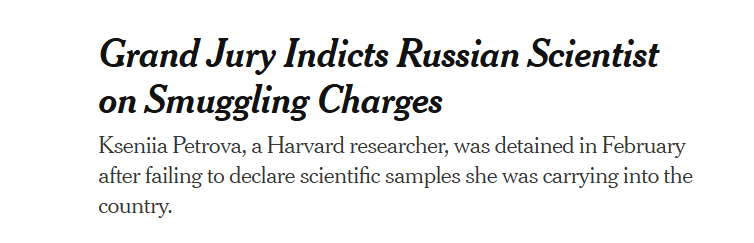 Grand Jury Indicts Russian Scientist
on Smuggling Charges
Kseniia Petrova, a Harvard researcher, was detained in February
after failing to declare scientific samples she was carrying into the
country.